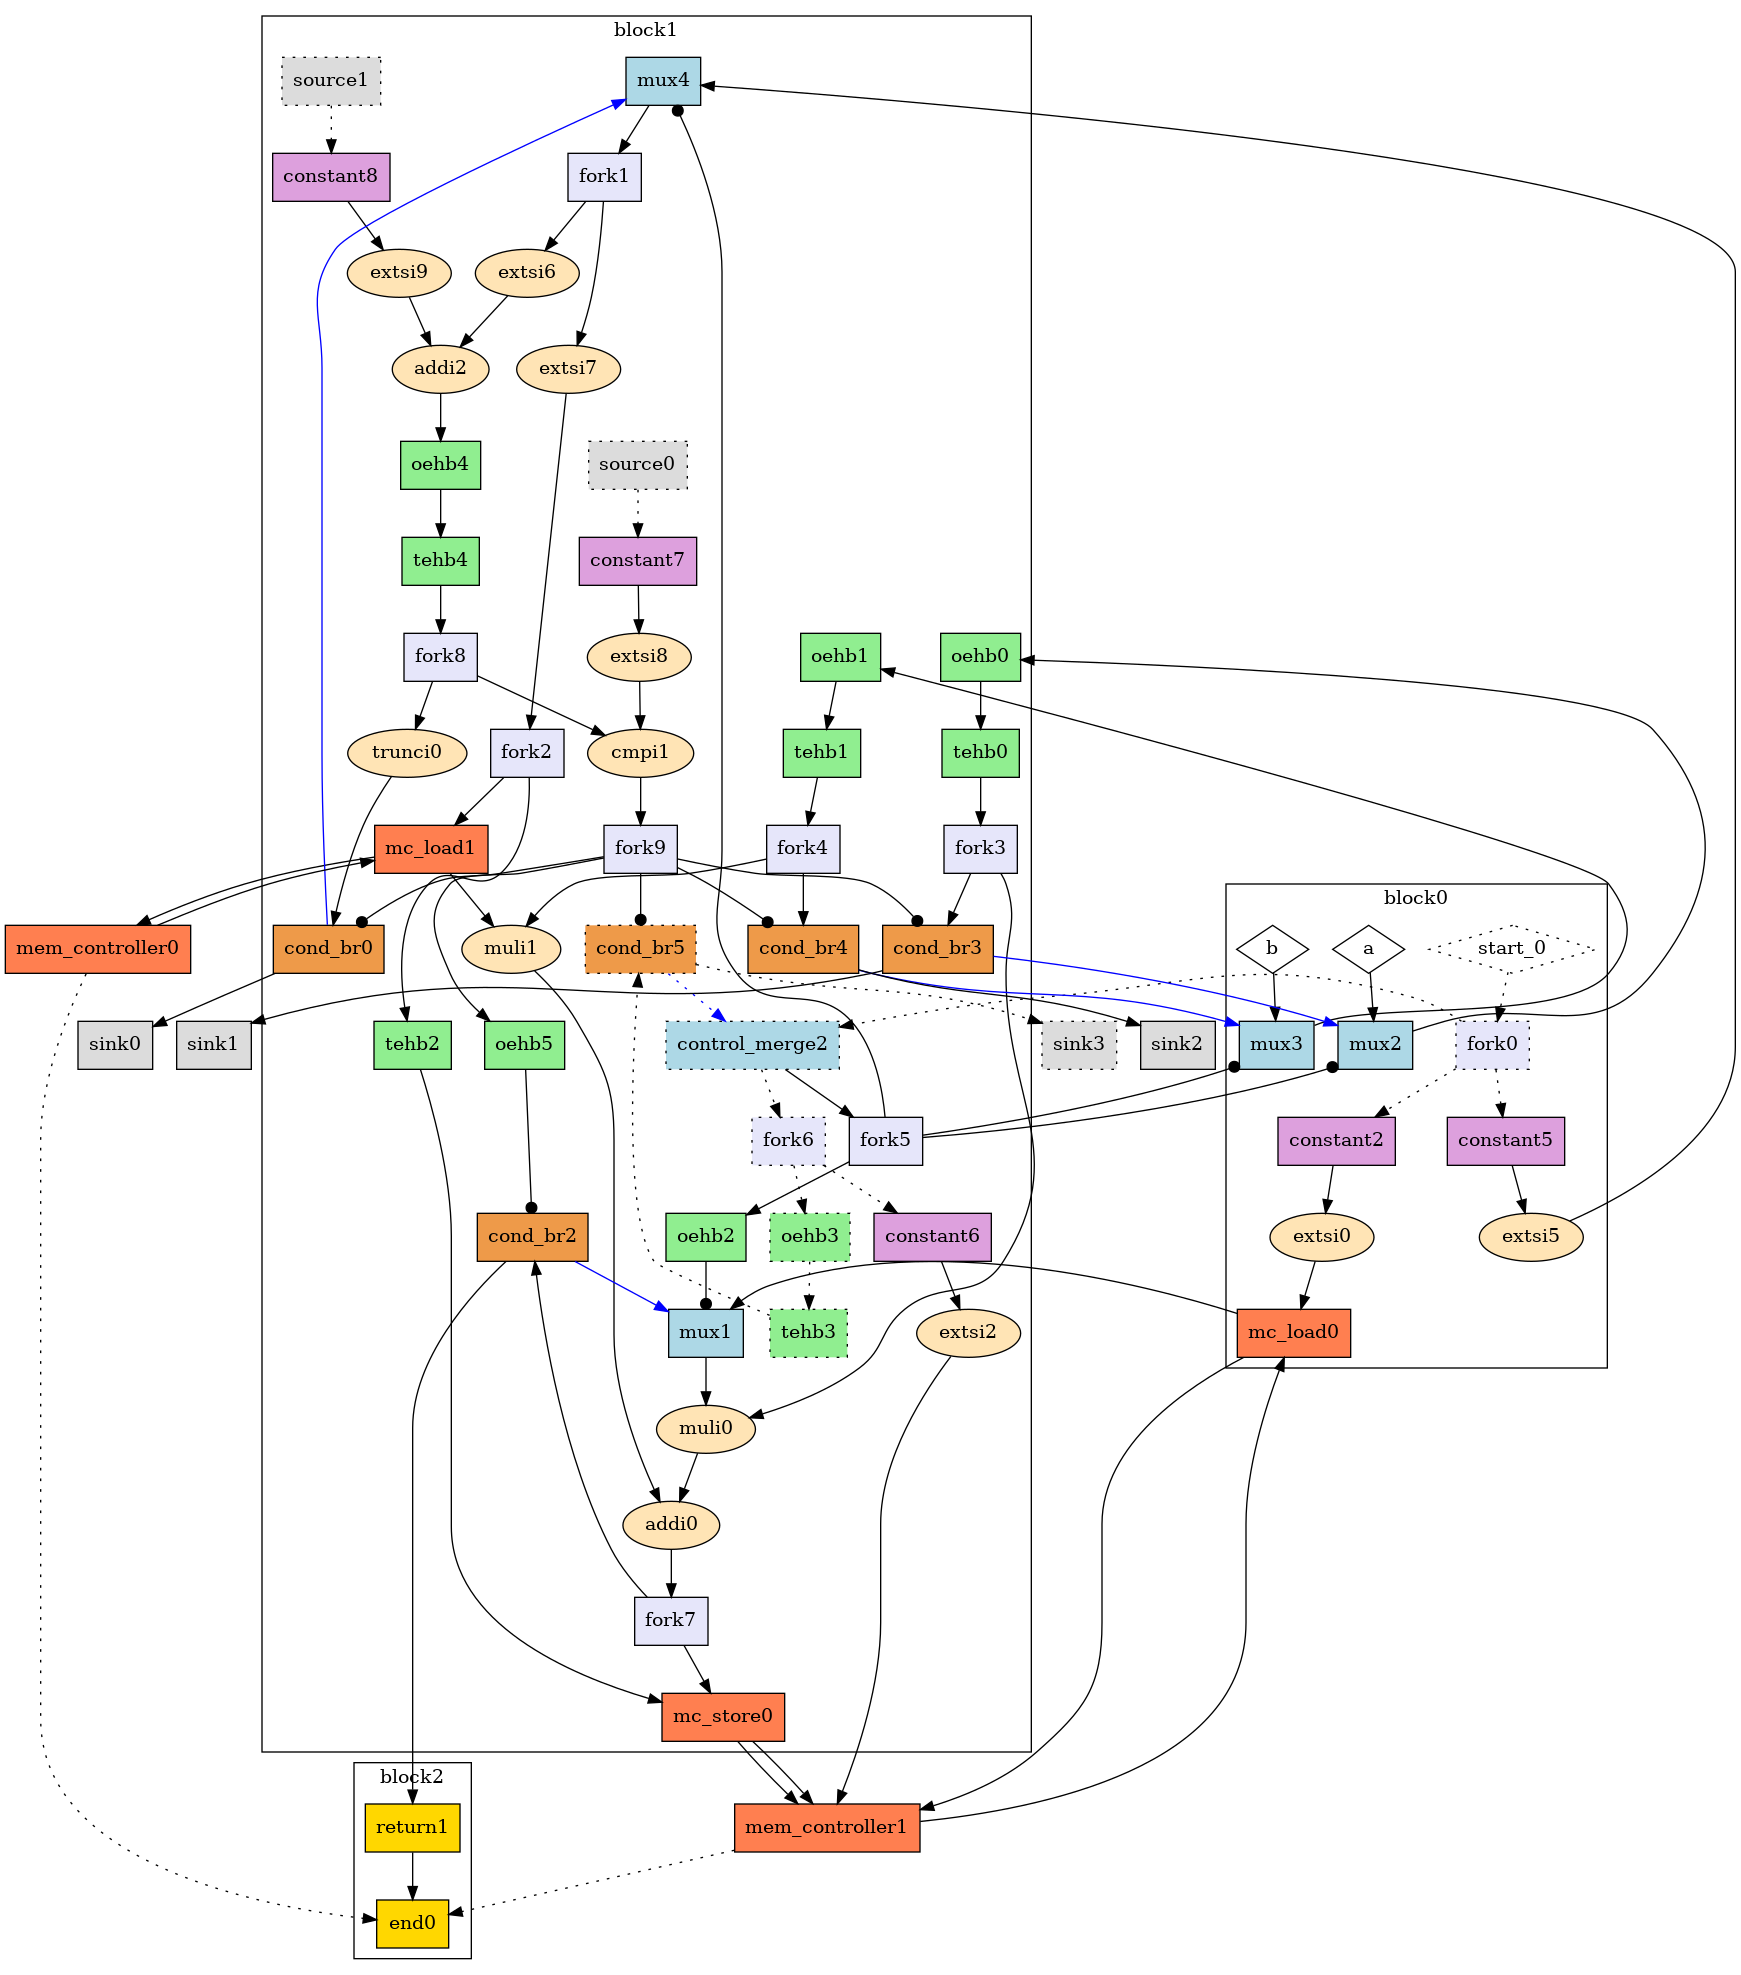 block1
source1
mux4
constant8
fork1
extsi9
extsi6
addi2
extsi7
oehb4
source0
tehb4
constant7
fork8
extsi8
oehb1
oehb0
trunci0
fork2
cmpi1
tehb1
tehb0
mc_load1
fork9
fork4
fork3
block0
mem_controller0
cond_br0
muli1
cond_br5
cond_br4
cond_br3
b
a
start_0
sink0
sink1
tehb2
oehb5
control_merge2
sink3
sink2
mux3
mux2
fork0
fork6
fork5
constant2
constant5
cond_br2
oehb2
oehb3
constant6
extsi0
extsi5
mux1
tehb3
extsi2
mc_load0
muli0
addi0
fork7
mc_store0
block2
return1
mem_controller1
end0